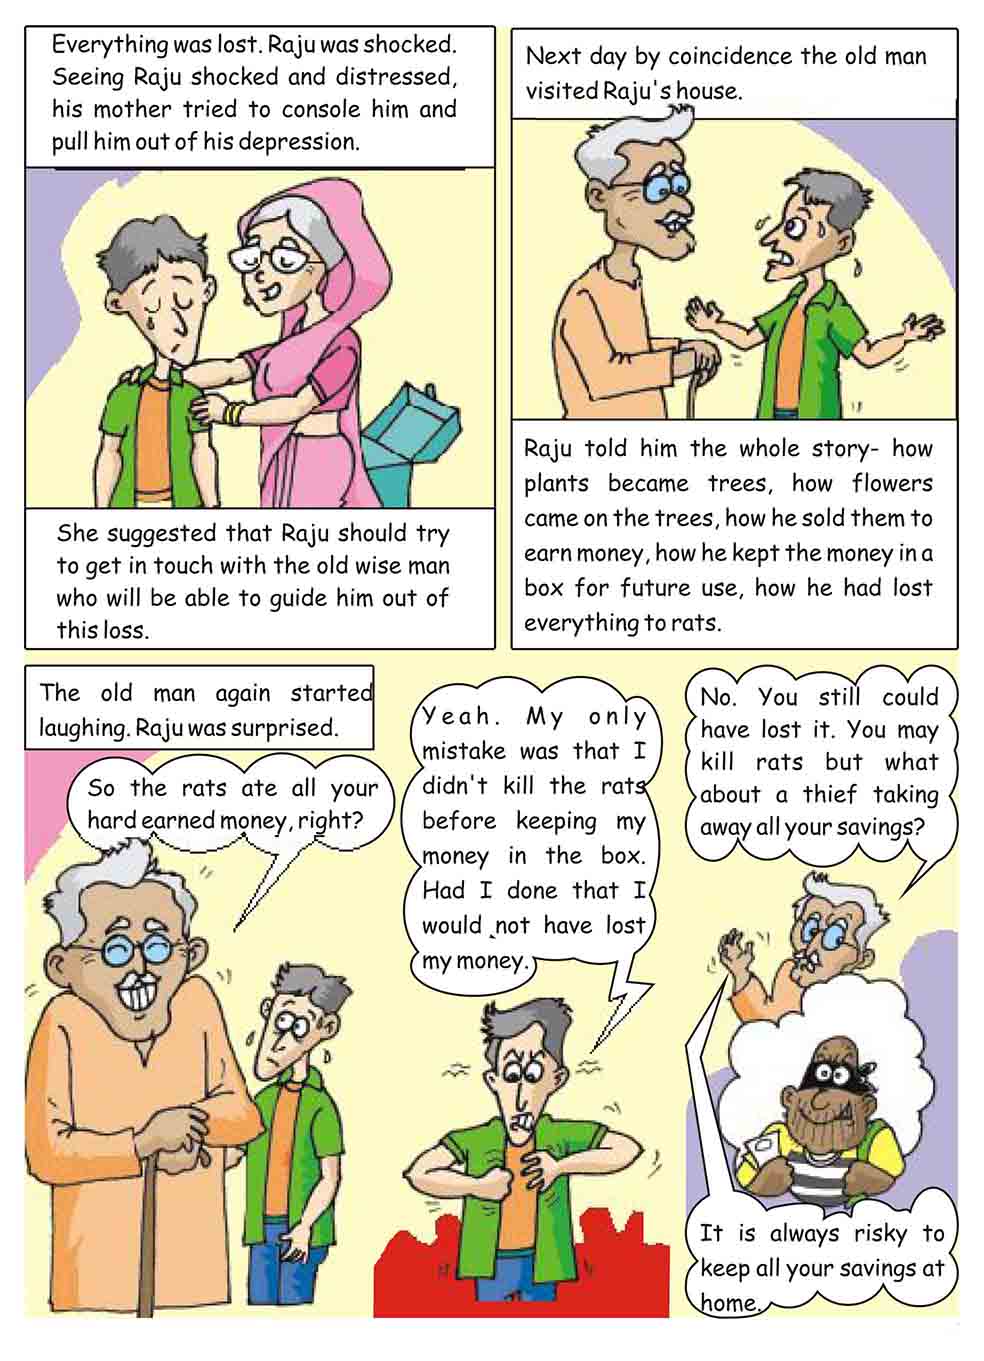 Everything was lost. Raju was shocked.
Seeing Raju shocked and distressed,
his mother tried to console him and
pull him out of his depression.
She suggested that Raju should try
to get in touch with the old wise man
who will be able to guide him out of
this loss.
Next day by coincidence the old man
visited Raju's house.
Raju told him the whole story- how
plants became trees, how flowers
came on the trees, how he sold them to
earn money, how he kept the money in a
box for future use, how he had lost
everything to rats.
The old man again started
laughing. Raju was surprised.
So the rats ate all your
hard earned money, right?
Yeah. My only
mistake was that I
didn't kill the rats
before keeping my
money in the box.
Had I done that I
would not have lost
my money.
No. You still could
have lost it. You may
kill rats but what
about a thief taking
away all your savings?
It is always risky to
keep all your savings at
home.